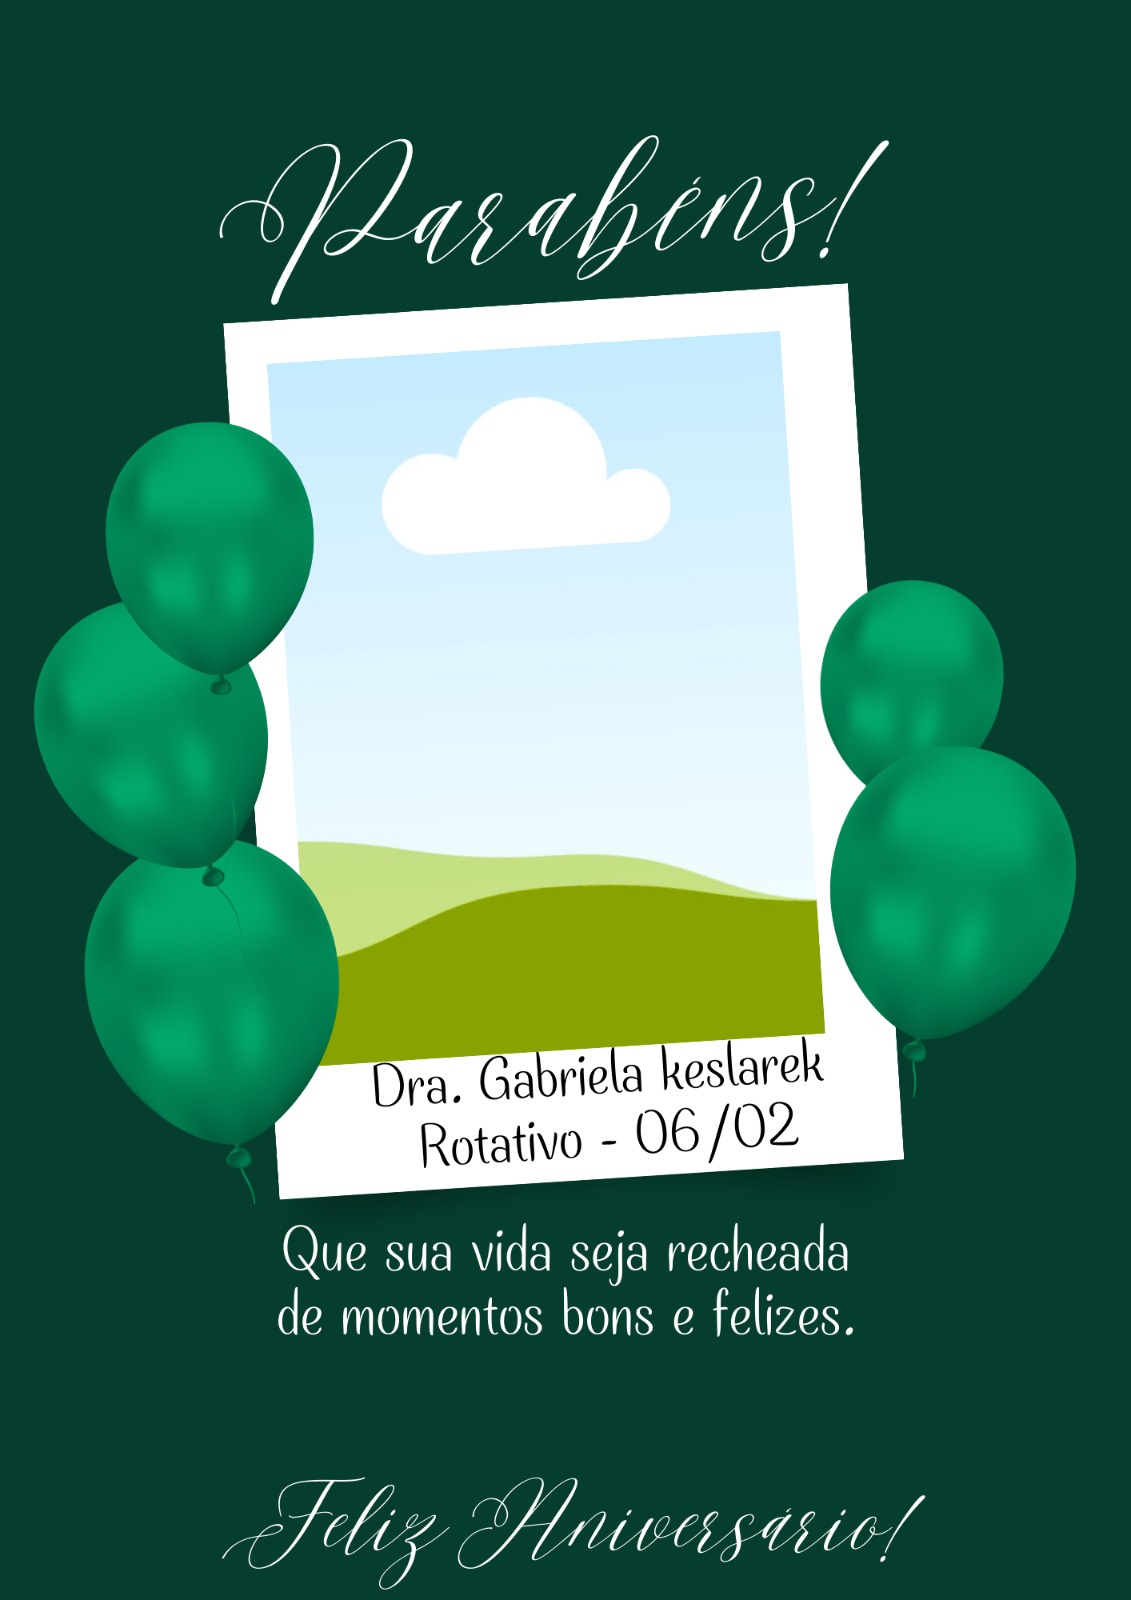 Parabéns!
Dra. Gabriela keslarek
Rotativo - 06/02
Que sua vida seja recheada
de momentos bons e felizes.
Feliz Aniversário!